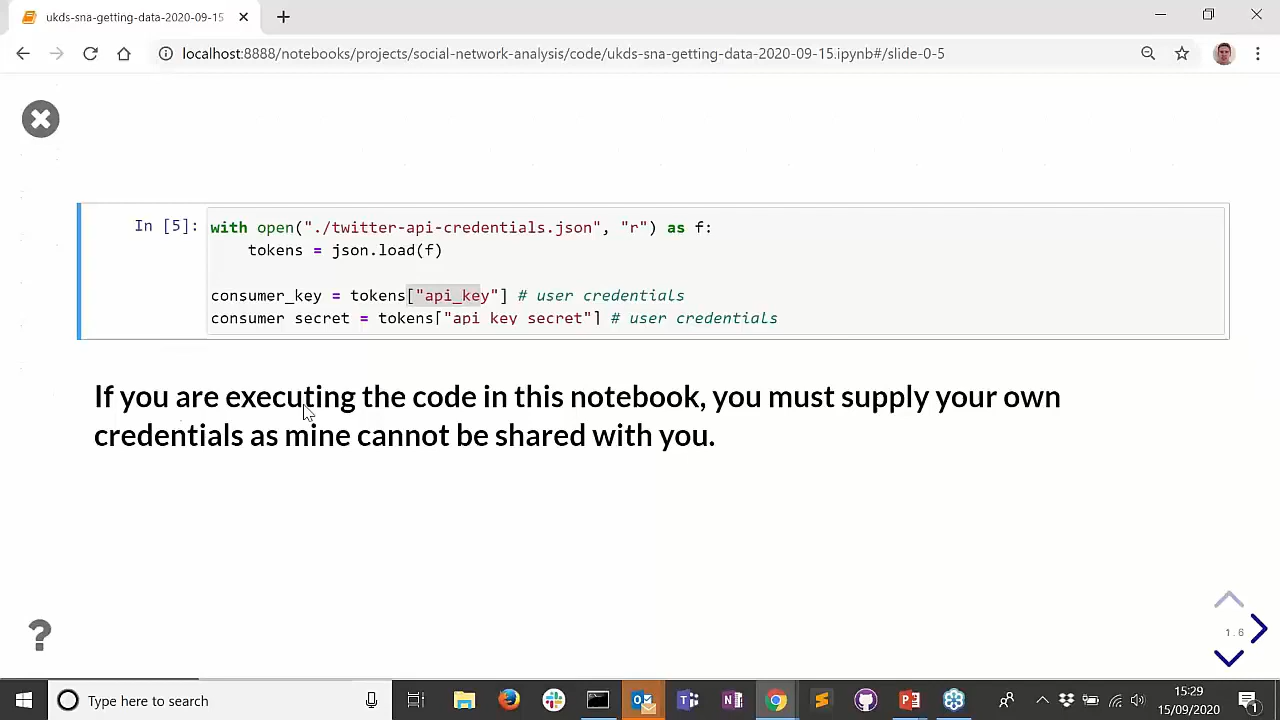 ukds-sna-getting-data-2020-09-15
localhost:8888/notebooks/projects/social-network-analysis/code/ukds-sna-getting-data-2020-09-15.ipynb#/slide-0-5
In [5]:
with open("./twitter-api-credentials.json", "r") as f:
tokens = json.load(f)
consumer_key = tokens["api_key"] # user credentials
consumer_secret = tokens["api_key_secret"] # user credentials
If you are executing the code in this notebook, you must supply your own
credentials as mine cannot be shared with you.
?
1.6
Type here to search
15:29
15/09/2020
1